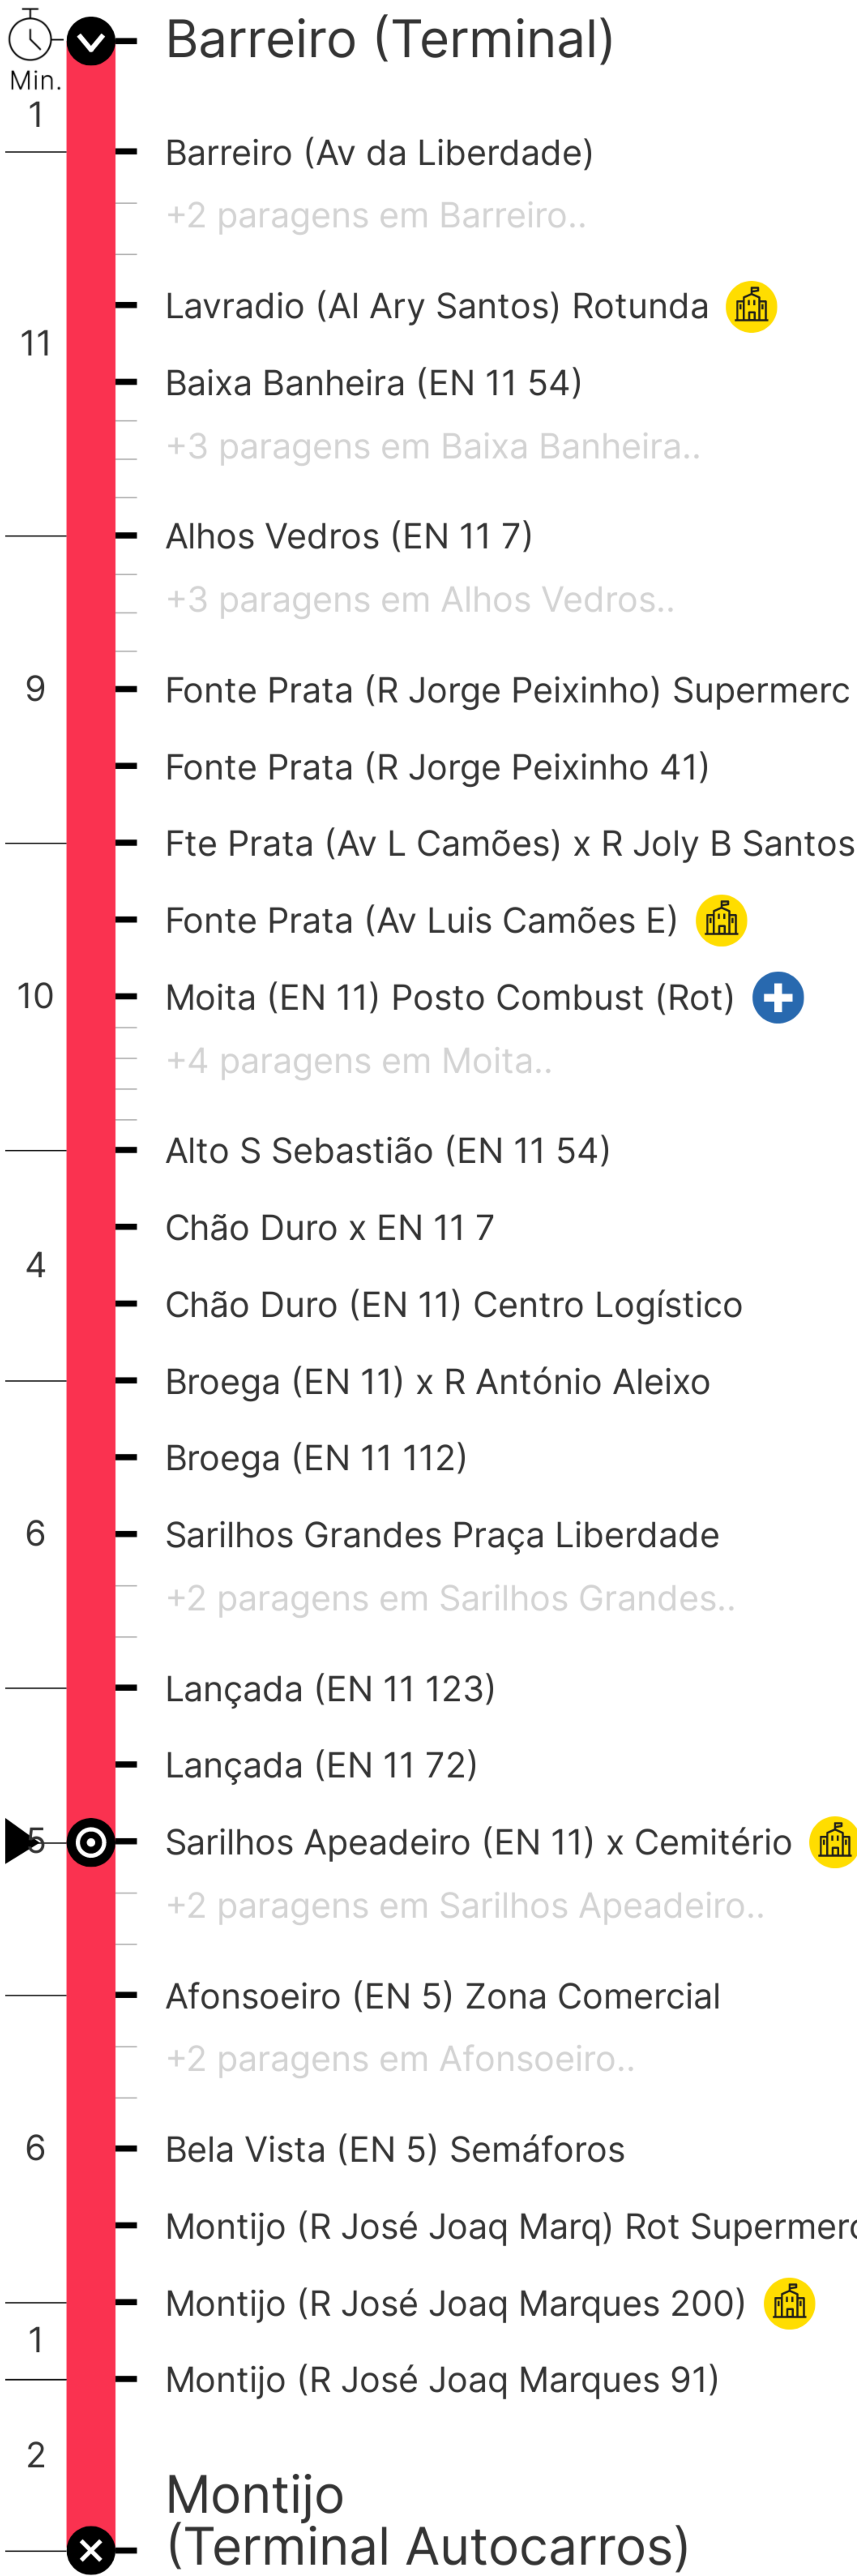 Barreiro (Terminal)
Min.
1
Barreiro (Av da Liberdade)
+2 paragens em Barreiro..
Lavradio (Al Ary Santos) Rotunda
11
Baixa Banheira (EN 11 54)
+3 paragens em Baixa Banheira..
Alhos Vedros (EN 11 7)
+3 paragens em Alhos Vedros..
9
Fonte Prata (R Jorge Peixinho) Supermerc
Fonte Prata (R Jorge Peixinho 41)
Fte Prata (Av L Camões) x R Joly B Santos
Fonte Prata (Av Luis Camões E)
10
Moita (EN 11) Posto Combust (Rot)
+4 paragens em Moita..
Alto S Sebastião (EN 11 54)
Chão Duro x EN 11 7
4
Chão Duro (EN 11) Centro Logístico
Broega (EN 11) x R António Aleixo
Broega (EN 11 112)
6
Sarilhos Grandes Praça Liberdade
+2 paragens em Sarilhos Grandes..
Lançada (EN 11 123)
Lançada (EN 11 72)
5
Sarilhos Apeadeiro (EN 11) x Cemitério
+2 paragens em Sarilhos Apeadeiro..
Afonsoeiro (EN 5) Zona Comercial
+2 paragens em Afonsoeiro..
6
Bela Vista (EN 5) Semáforos
Montijo (R José Joaq Marq) Rot Supermerc
Montijo (R José Joaq Marques 200)
1
Montijo (R José Joaq Marques 91)
2
Montijo
(Terminal Autocarros)